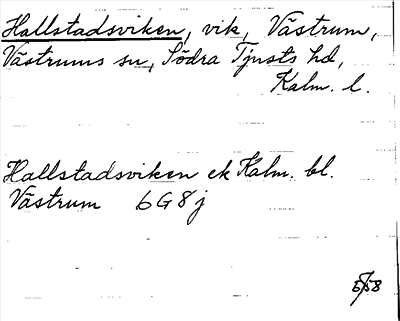 Hallstadsviken, vik, Västrum,
Västrums sn, Södra Tjusts hd,
Kalm. l.
Hallstadsviken ek Kalm. bl.
Västrum 6G8j